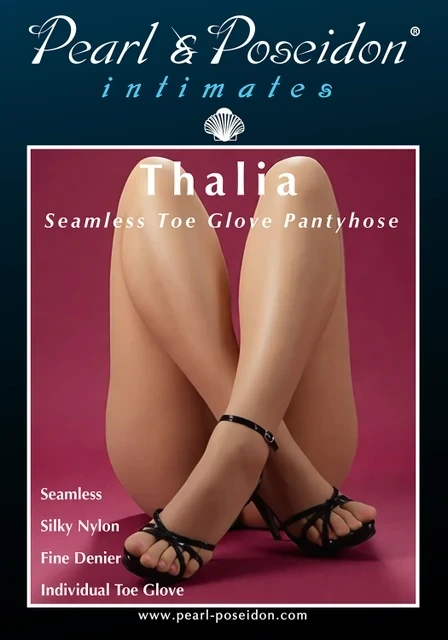 Pearl & Poseidon®
intimates
Thalia
Seamless Toe Glove Pantyhose
Seamless
Silky Nylon
Fine Denier
Individual Toe Glove
www.pearl-poseidon.com